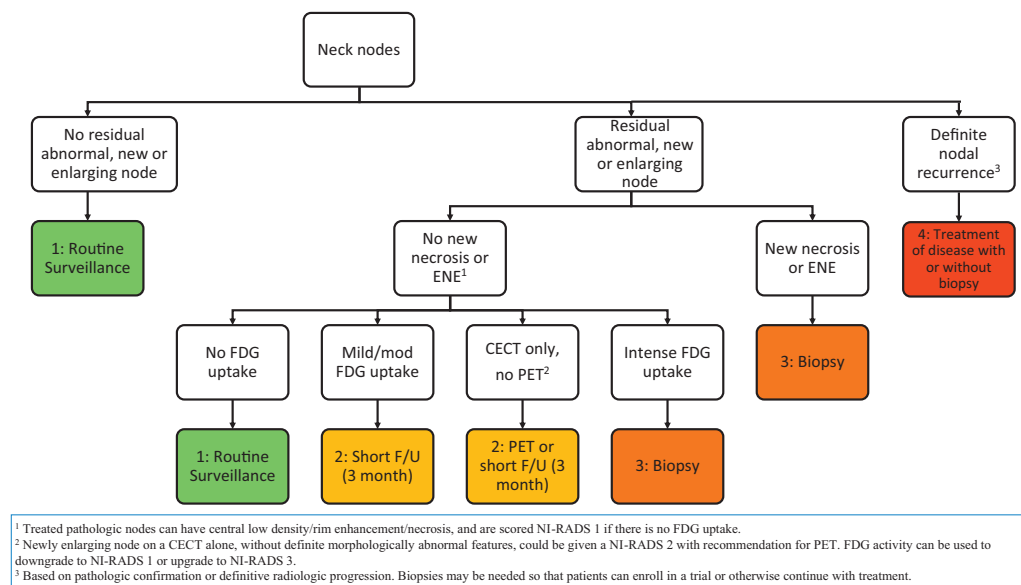 Neck nodes
No residual
abnormal, new or
enlarging node
Residual
abnormal, new
or enlarging
node
Definite
nodal
recurrence³
1: Routine
Surveillance
No new
necrosis or
ENE¹
New necrosis
or ENE
4: Treatment
of disease with
or without
biopsy
No FDG
uptake
Mild/mod
FDG uptake
CECT only,
no PET²
Intense FDG
uptake
3: Biopsy
1: Routine
Surveillance
2: Short F/U
(3 month)
2: PET or
short F/U (3
month)
3: Biopsy
¹ Treated pathologic nodes can have central low density/rim enhancement/necrosis, and are scored NI-RADS 1 if there is no FDG uptake.
² Newly enlarging node on a CECT alone, without definite morphologically abnormal features, could be given a NI-RADS 2 with recommendation for PET. FDG activity can be used to
downgrade to NI-RADS 1 or upgrade to NI-RADS 3.
³ Based on pathologic confirmation or definitive radiologic progression. Biopsies may be needed so that patients can enroll in a trial or otherwise continue with treatment.